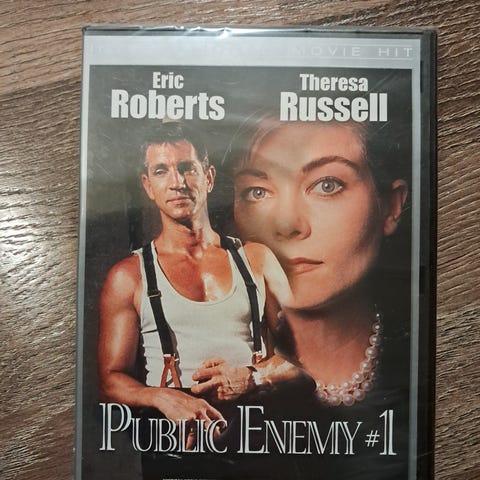 MOVIE HIT
Eric Theresa
Roberts Russell
PUBLIC ENEMY #1